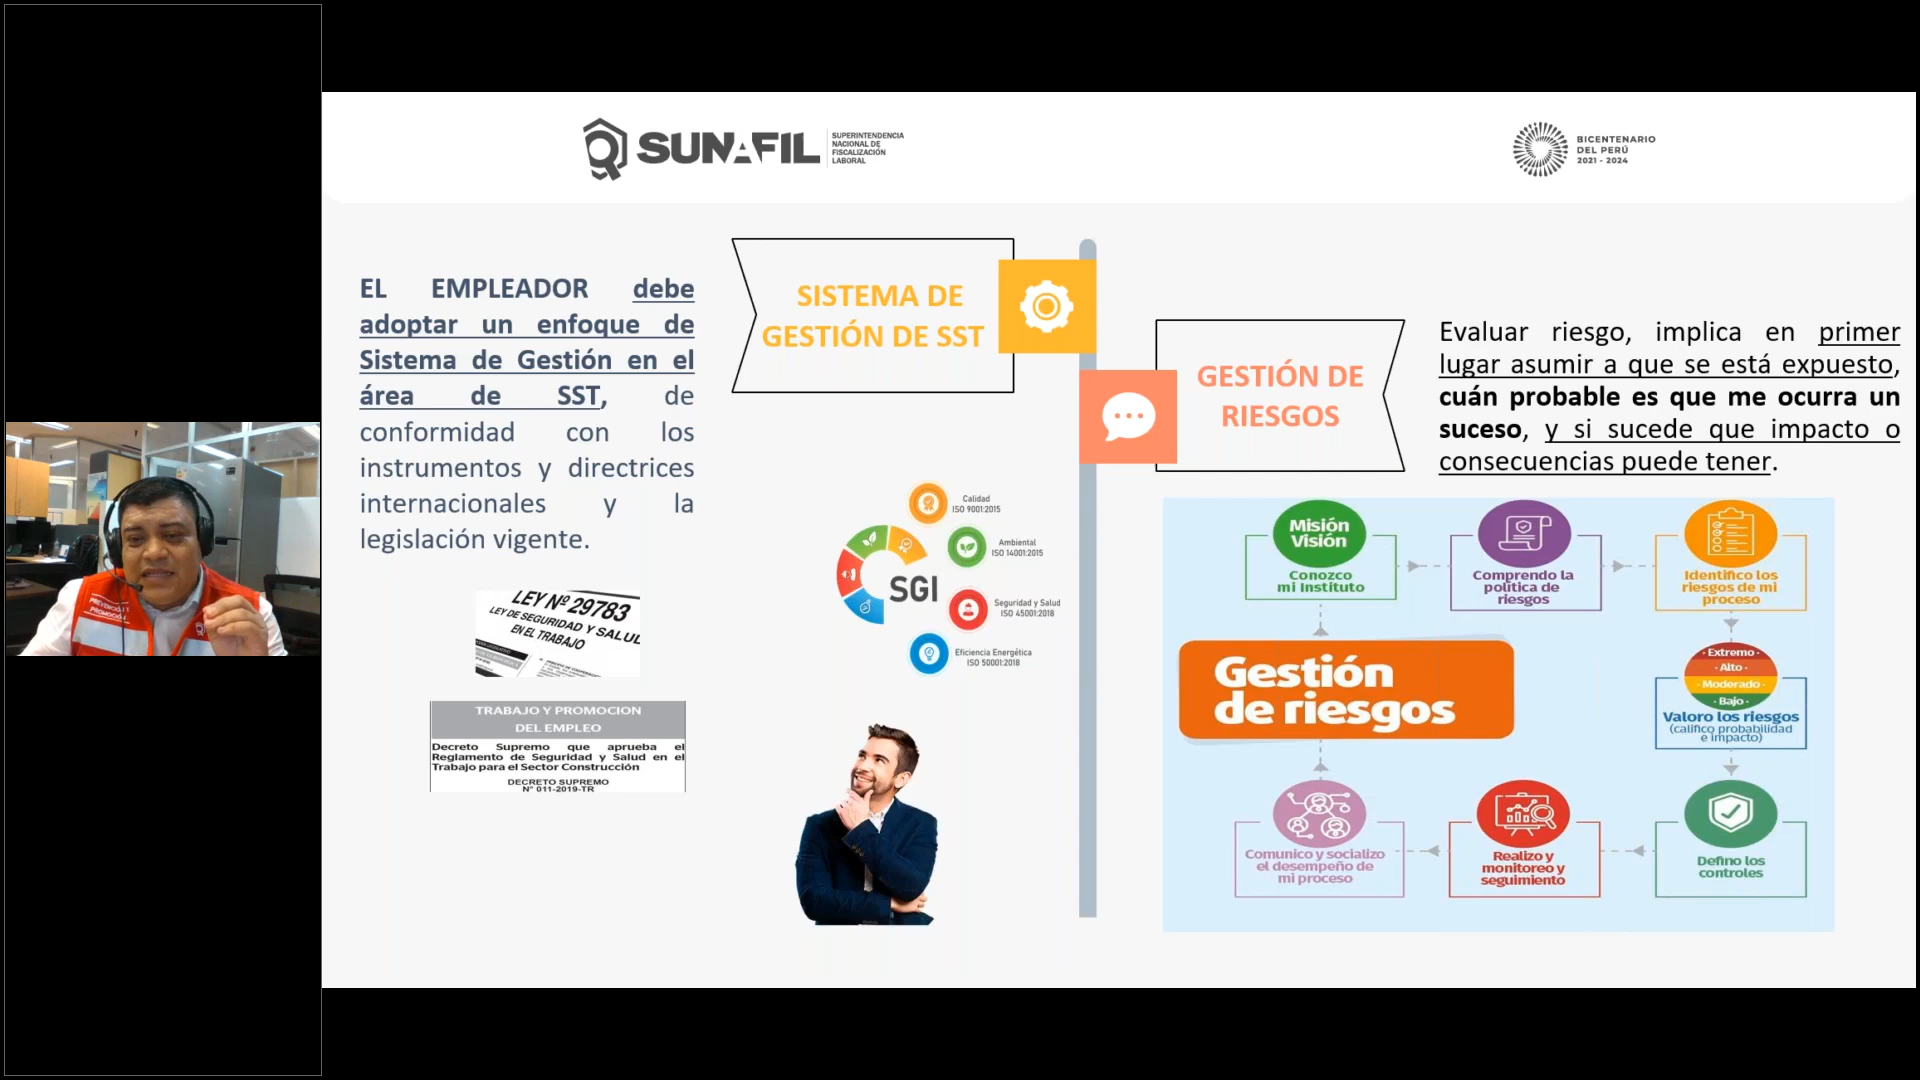 SUNAFIL
SUPERINTENDENCIA
NACIONAL DE
FISCALIZACIÓN
LABORAL
BICENTENARIO
DEL PERÚ
2021 - 2024
EL EMPLEADOR debe
adoptar un enfoque de
Sistema de Gestión en el
área de SST, de
conformidad con los
instrumentos y directrices
internacionales y la
legislación vigente.
LEY Nº 29783
LEY DE SEGURIDAD Y SALUD
EN EL TRABAJO
TRABAJO Y PROMOCION
DEL EMPLEO
Decreto Supremo que aprueba el
Reglamento de Seguridad y Salud en el
Trabajo para el Sector Construcción
DECRETO SUPREMO
N° 011-2019-TR
SISTEMA DE
GESTIÓN DE SST
SGI
Calidad
ISO 9001:2015
Ambiental
ISO 14001:2015
Seguridad y Salud
ISO 45001:2018
Eficiencia Energética
ISO 50001:2018
GESTIÓN DE
RIESGOS
Evaluar riesgo, implica en primer
lugar asumir a que se está expuesto,
cuán probable es que me ocurra un
suceso, y si sucede que impacto o
consecuencias puede tener.
Misión
Visión
Conozco
mi Instituto
Comprendo la
política de
riesgos
Identifico los
riesgos de mi
proceso
Gestión
de riesgos
· Extremo ·
· Alto ·
· Moderado ·
· Bajo ·
Valoro los riesgos
(califico probabilidad
e impacto)
Comunico y socializo
el desempeño de
mi proceso
Realizo y
monitoreo y
seguimiento
Defino los
controles
PREVENCIÓN Y
PROMOCIÓN